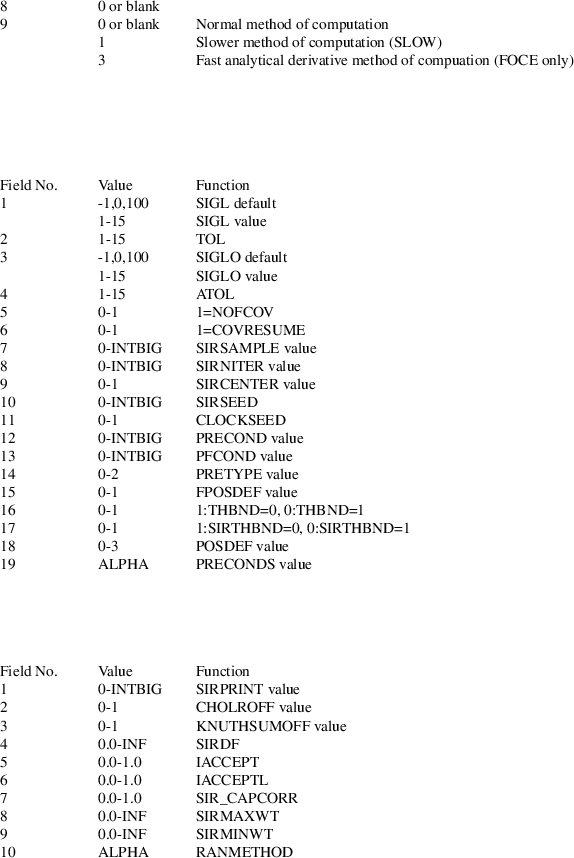 8 0 or blank
9 0 or blank Normal method of computation
1 Slower method of computation (SLOW)
3 Fast analytical derivative method of compuation (FOCE only)
Field No. Value Function
1 -1,0,100 SIGL default
1-15 SIGL value
2 1-15 TOL
3 -1,0,100 SIGLO default
1-15 SIGLO value
4 1-15 ATOL
5 0-1 1=NOFCOV
6 0-1 1=COVRESUME
7 0-INTBIG SIRSAMPLE value
8 0-INTBIG SIRNITER value
9 0-1 SIRCENTER value
10 0-INTBIG SIRSEED
11 0-1 CLOCKSEED
12 0-INTBIG PRECOND value
13 0-INTBIG PFCOND value
14 0-2 PRETYPE value
15 0-1 FPOSDEF value
16 0-1 1:THBND=0, 0:THBND=1
17 0-1 1:SIRTHBND=0, 0:SIRTHBND=1
18 0-3 POSDEF value
19 ALPHA PRECONDS value
Field No. Value Function
1 0-INTBIG SIRPRINT value
2 0-1 CHOLROFF value
3 0-1 KNUTHSUMOFF value
4 0.0-INF SIRDF
5 0.0-1.0 IACCEPT
6 0.0-1.0 IACCEPTL
7 0.0-1.0 SIR_CAPCORR
8 0.0-INF SIRMAXWT
9 0.0-INF SIRMINWT
10 ALPHA RANMETHOD